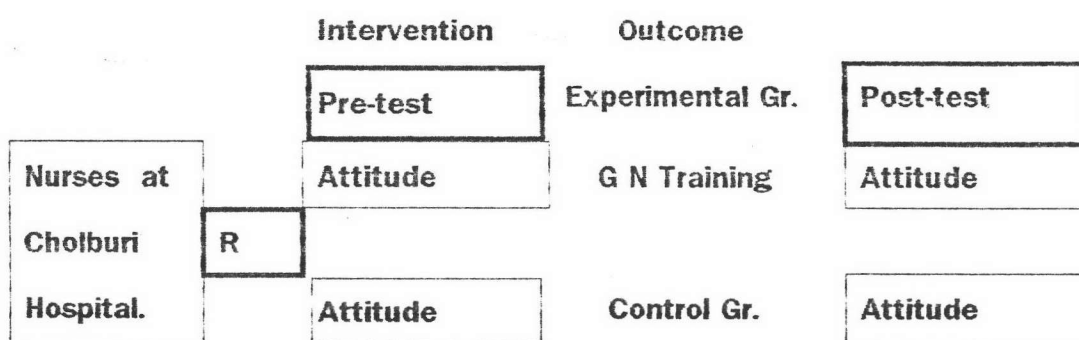 Intervention Outcome
Pre-test Experimental Gr. Post-test
Nurses at Attitude G N Training Attitude
Cholburi R
Hospital. Attitude Control Gr. Attitude